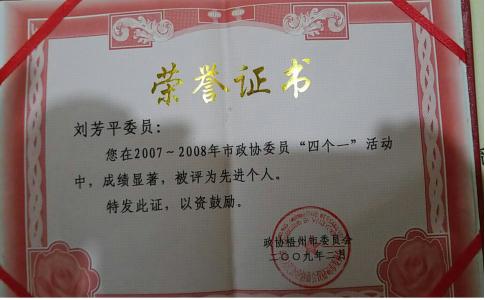 荣誉证书
刘芳平委员：
您在2007～2008年市政协委员“四个一”活动
中，成绩显著，被评为先进个人。
特发此证，以资鼓励。
政协梧州市委员会
二〇〇九年二月